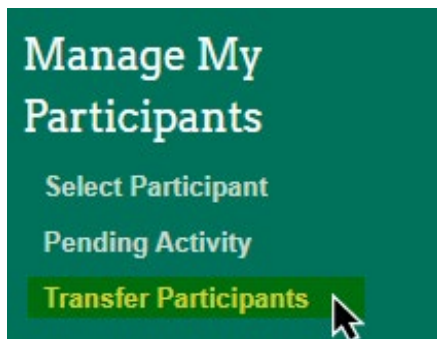 Manage My
Participants
Select Participant
Pending Activity
Transfer Participants